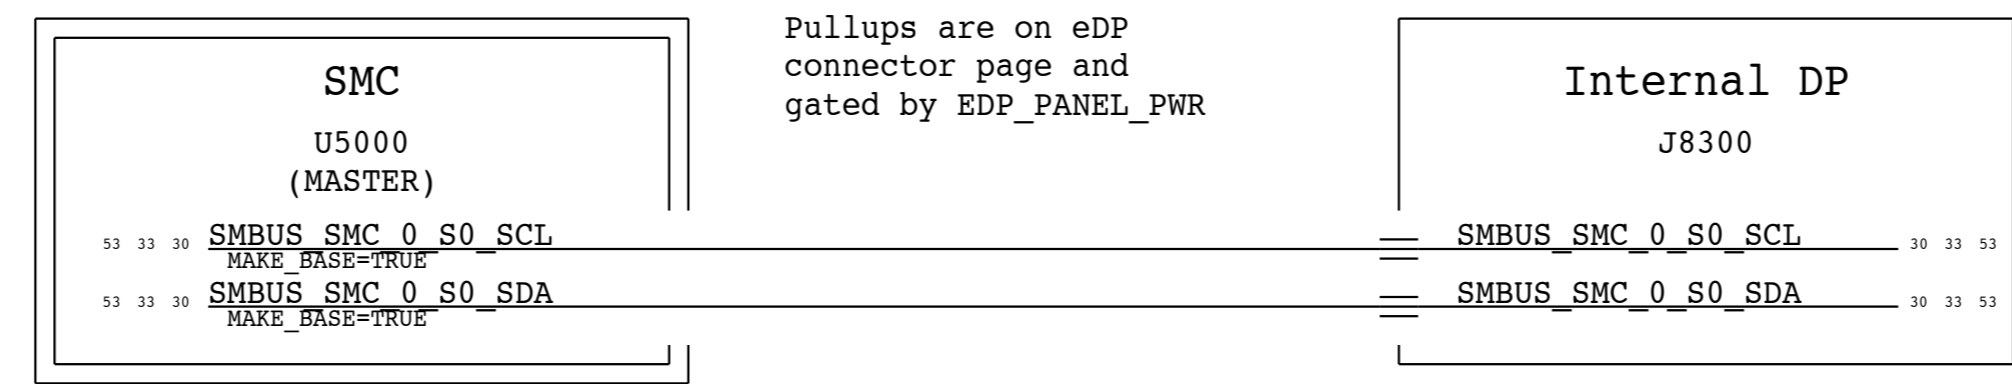 SMC
U5000
(MASTER)
Pullups are on eDP
connector page and
gated by EDP_PANEL_PWR
Internal DP
J8300
53 33 30 SMBUS_SMC_0_S0_SCL
MAKE_BASE=TRUE
SMBUS_SMC_0_S0_SCL 30 33 53
53 33 30 SMBUS_SMC_0_S0_SDA
MAKE_BASE=TRUE
SMBUS_SMC_0_S0_SDA 30 33 53